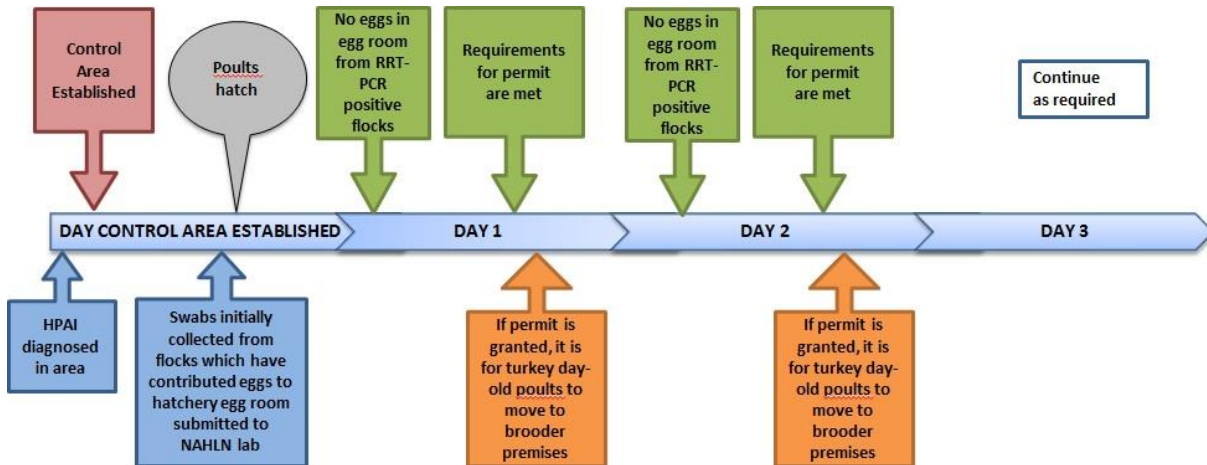 Control
Area
Established
Poults
hatch
No eggs in
egg room
from RRT-
PCR
positive
flocks
Requirements
for permit
are met
No eggs in
egg room
from RRT-
PCR
positive
flocks
Requirements
for permit
are met
Continue
as required
DAY CONTROL AREA ESTABLISHED
DAY 1
DAY 2
DAY 3
HPAI
diagnosed
in area
Swabs initially
collected from
flocks which have
contributed eggs to
hatchery egg room
submitted to
NAHLN lab
If permit is
granted, it is
for turkey day-
old poults to
move to
brooder
premises
If permit is
granted, it is
for turkey day-
old poults to
move to
brooder
premises